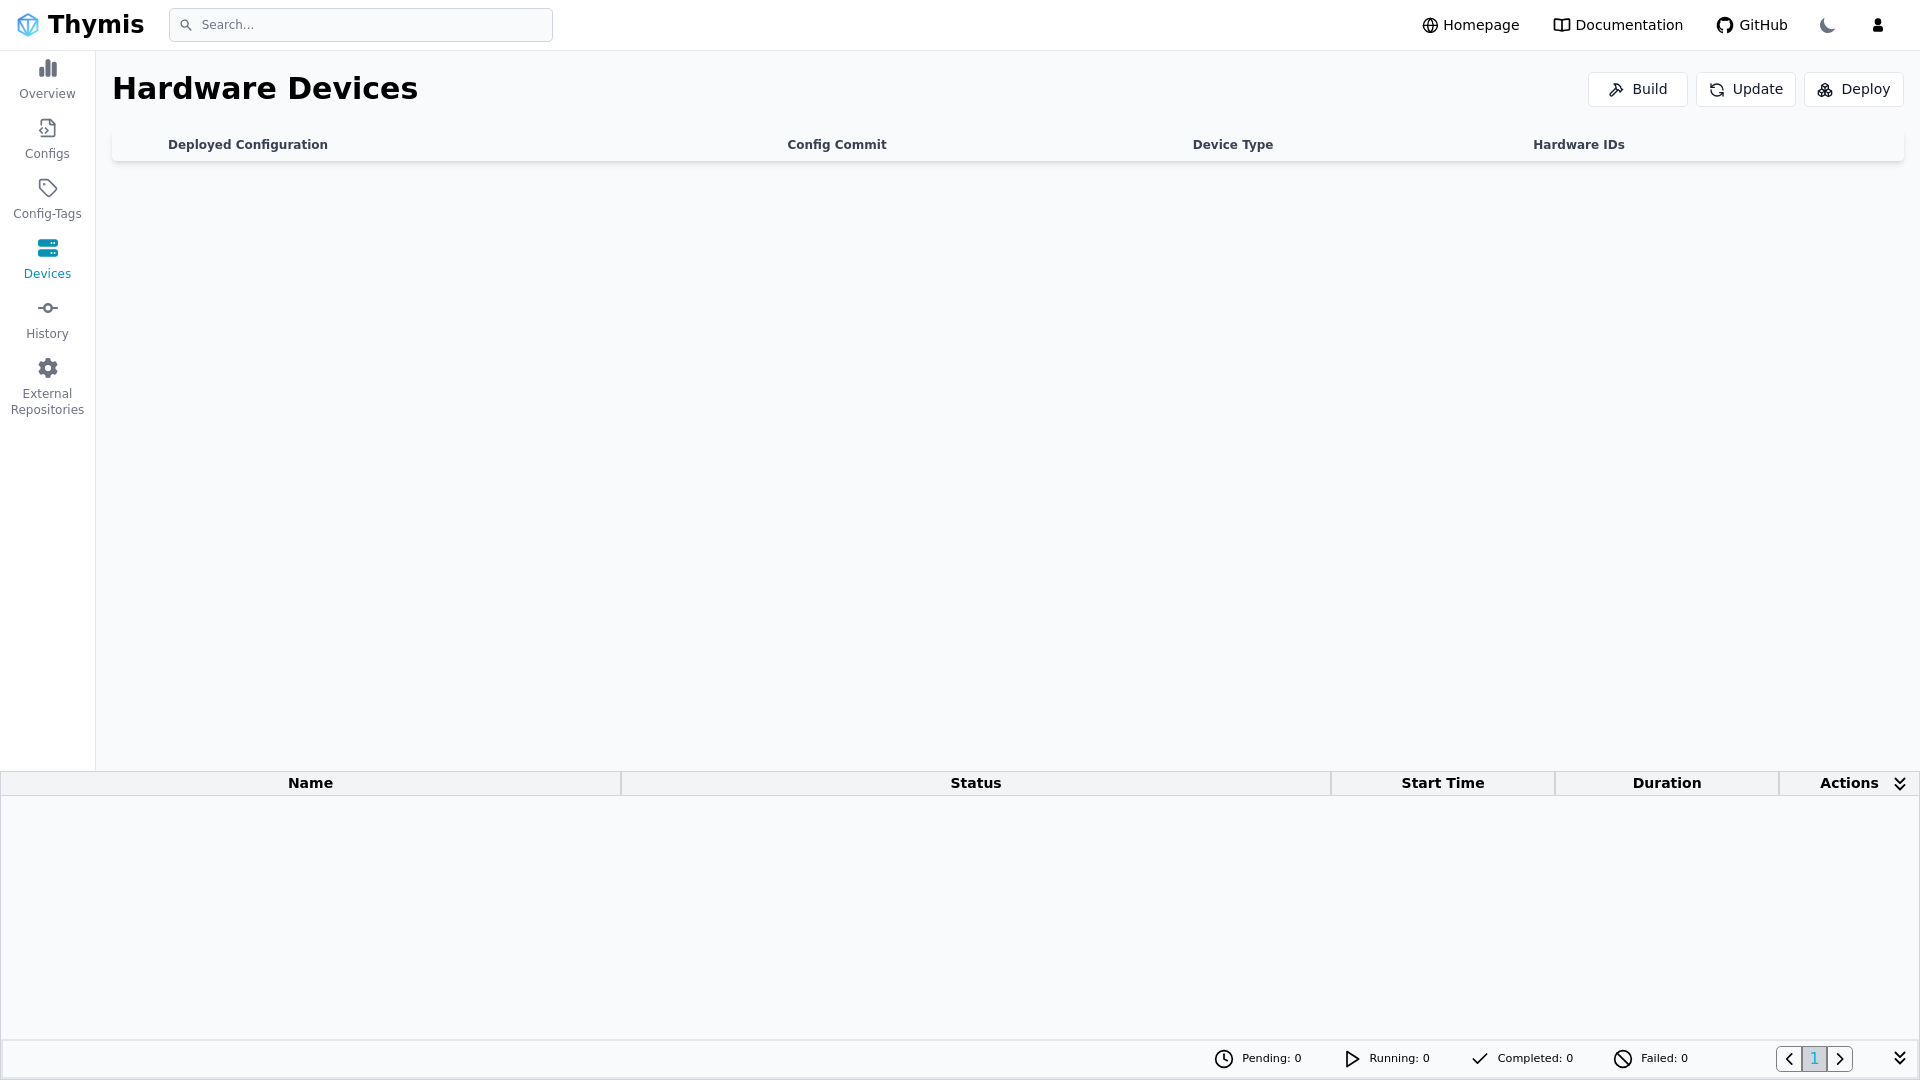 Thymis
Search...
Homepage
Documentation
GitHub
Overview
Configs
Config-Tags
Devices
History
External
Repositories
Hardware Devices
Build
Update
Deploy
Deployed Configuration
Config Commit
Device Type
Hardware IDs
Name
Status
Start Time
Duration
Actions
Pending: 0
Running: 0
Completed: 0
Failed: 0
1